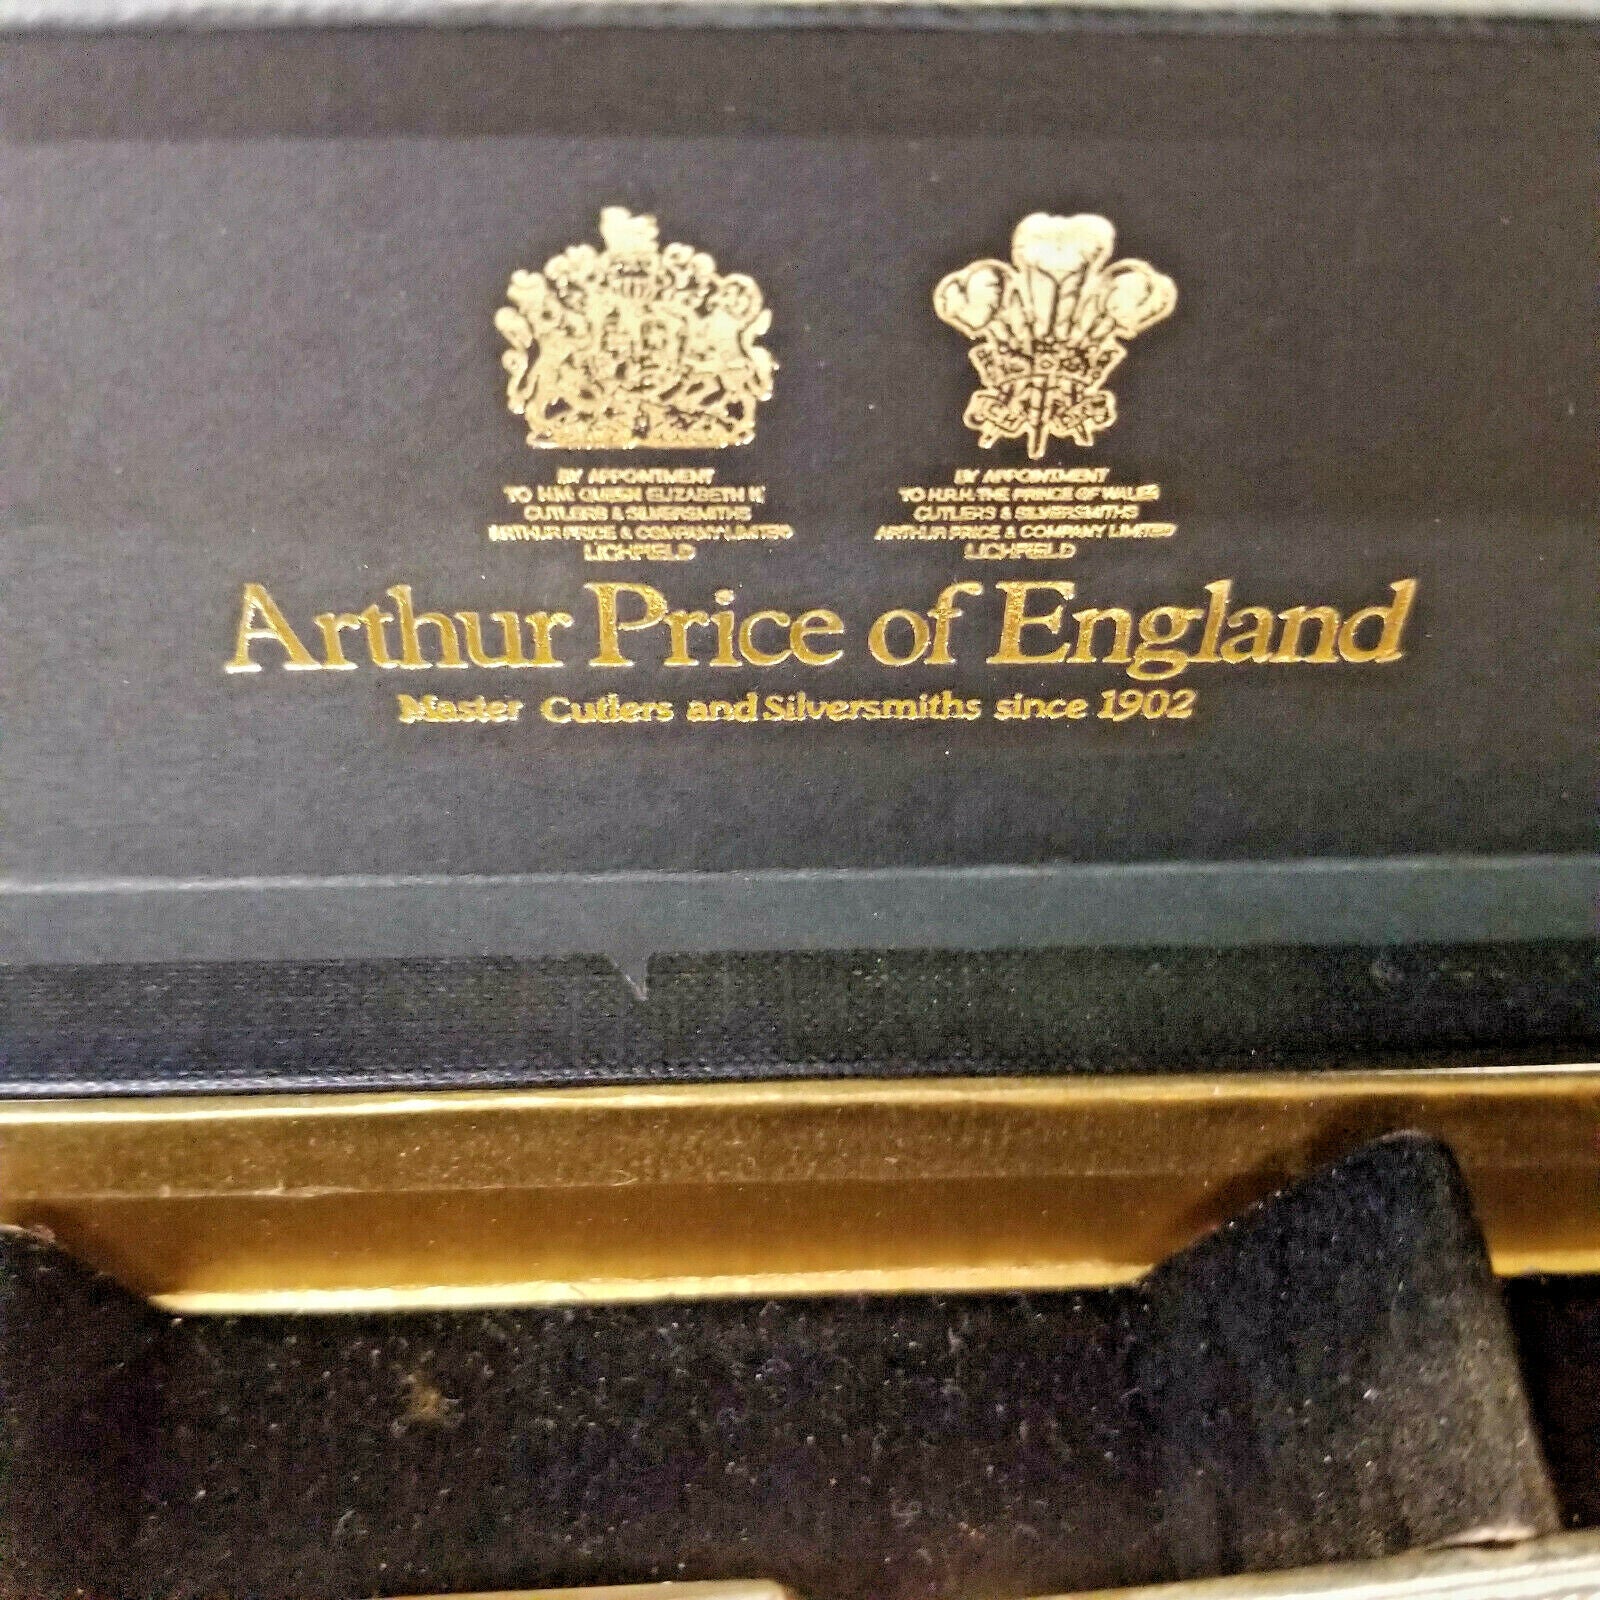 BY APPOINTMENT
TO H.M. QUEEN ELIZABETH II
CUTLERS & SILVERSMITHS
ARTHUR PRICE & COMPANY LIMITED
LICHFIELD
BY APPOINTMENT
TO H.R.H. THE PRINCE OF WALES
CUTLERS & SILVERSMITHS
ARTHUR PRICE & COMPANY LIMITED
LICHFIELD
Arthur Price of England
Master Cutlers and Silversmiths since 1902